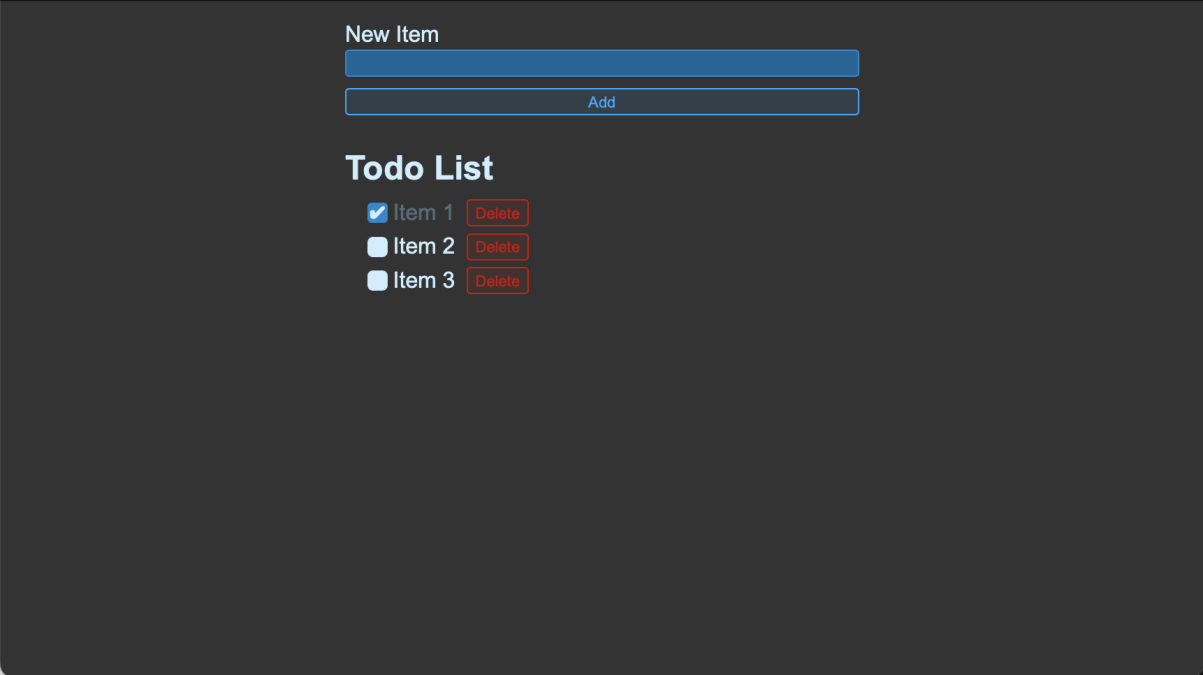 New Item
Add
Todo List
Item 1 Delete
Item 2 Delete
Item 3 Delete